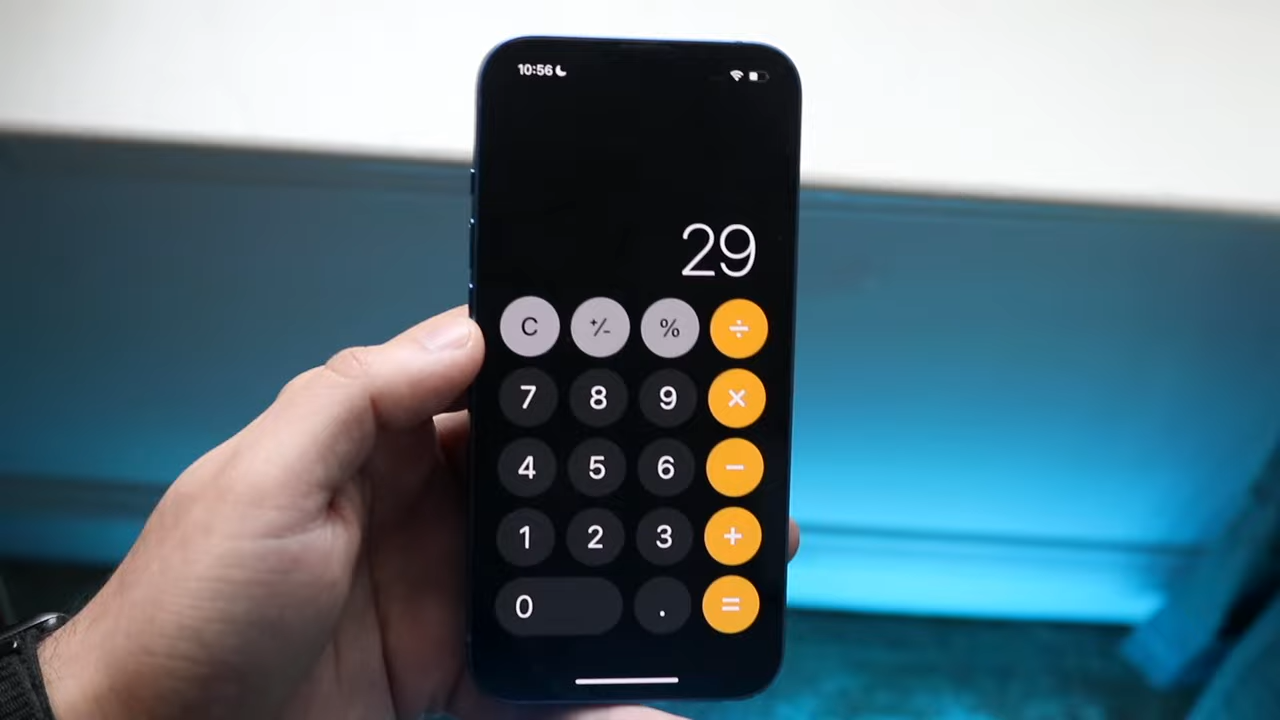 10:56
29
C +/- % ÷
7 8 9 ×
4 5 6 −
1 2 3 +
0 . =